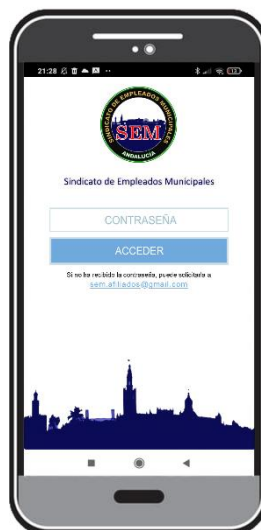 21:28
SINDICATO DE EMPLEADOS MUNICIPALES
SEM
ANDALUCÍA
Sindicato de Empleados Municipales
CONTRASEÑA
ACCEDER
Si no ha recibido la contraseña, puede solicitarla a
sem.afiliados@gmail.com